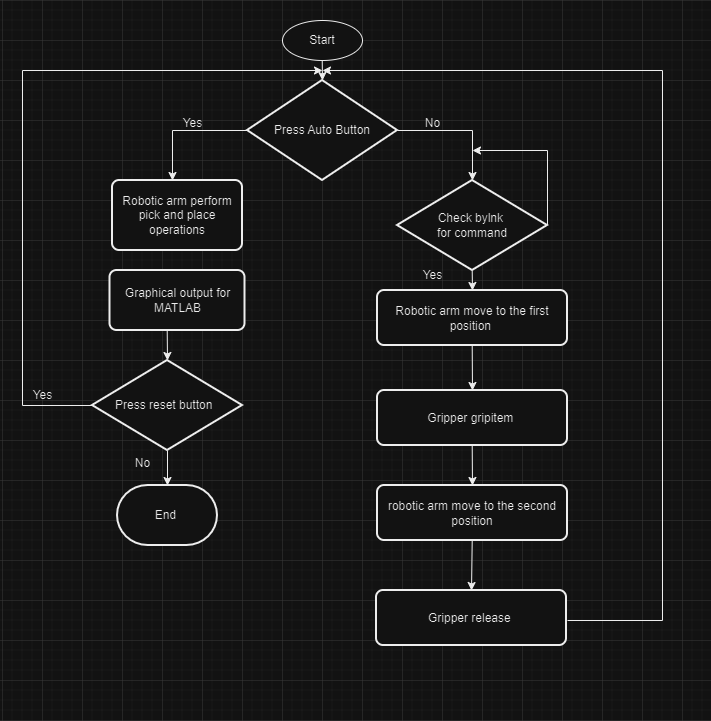 Start
Press Auto Button
Yes
No
Robotic arm perform
pick and place
operations
Check bylnk
for command
Yes
Graphical output for
MATLAB
Robotic arm move to the first
position
Yes
Press reset button
Gripper gripitem
No
End
robotic arm move to the second
position
Gripper release